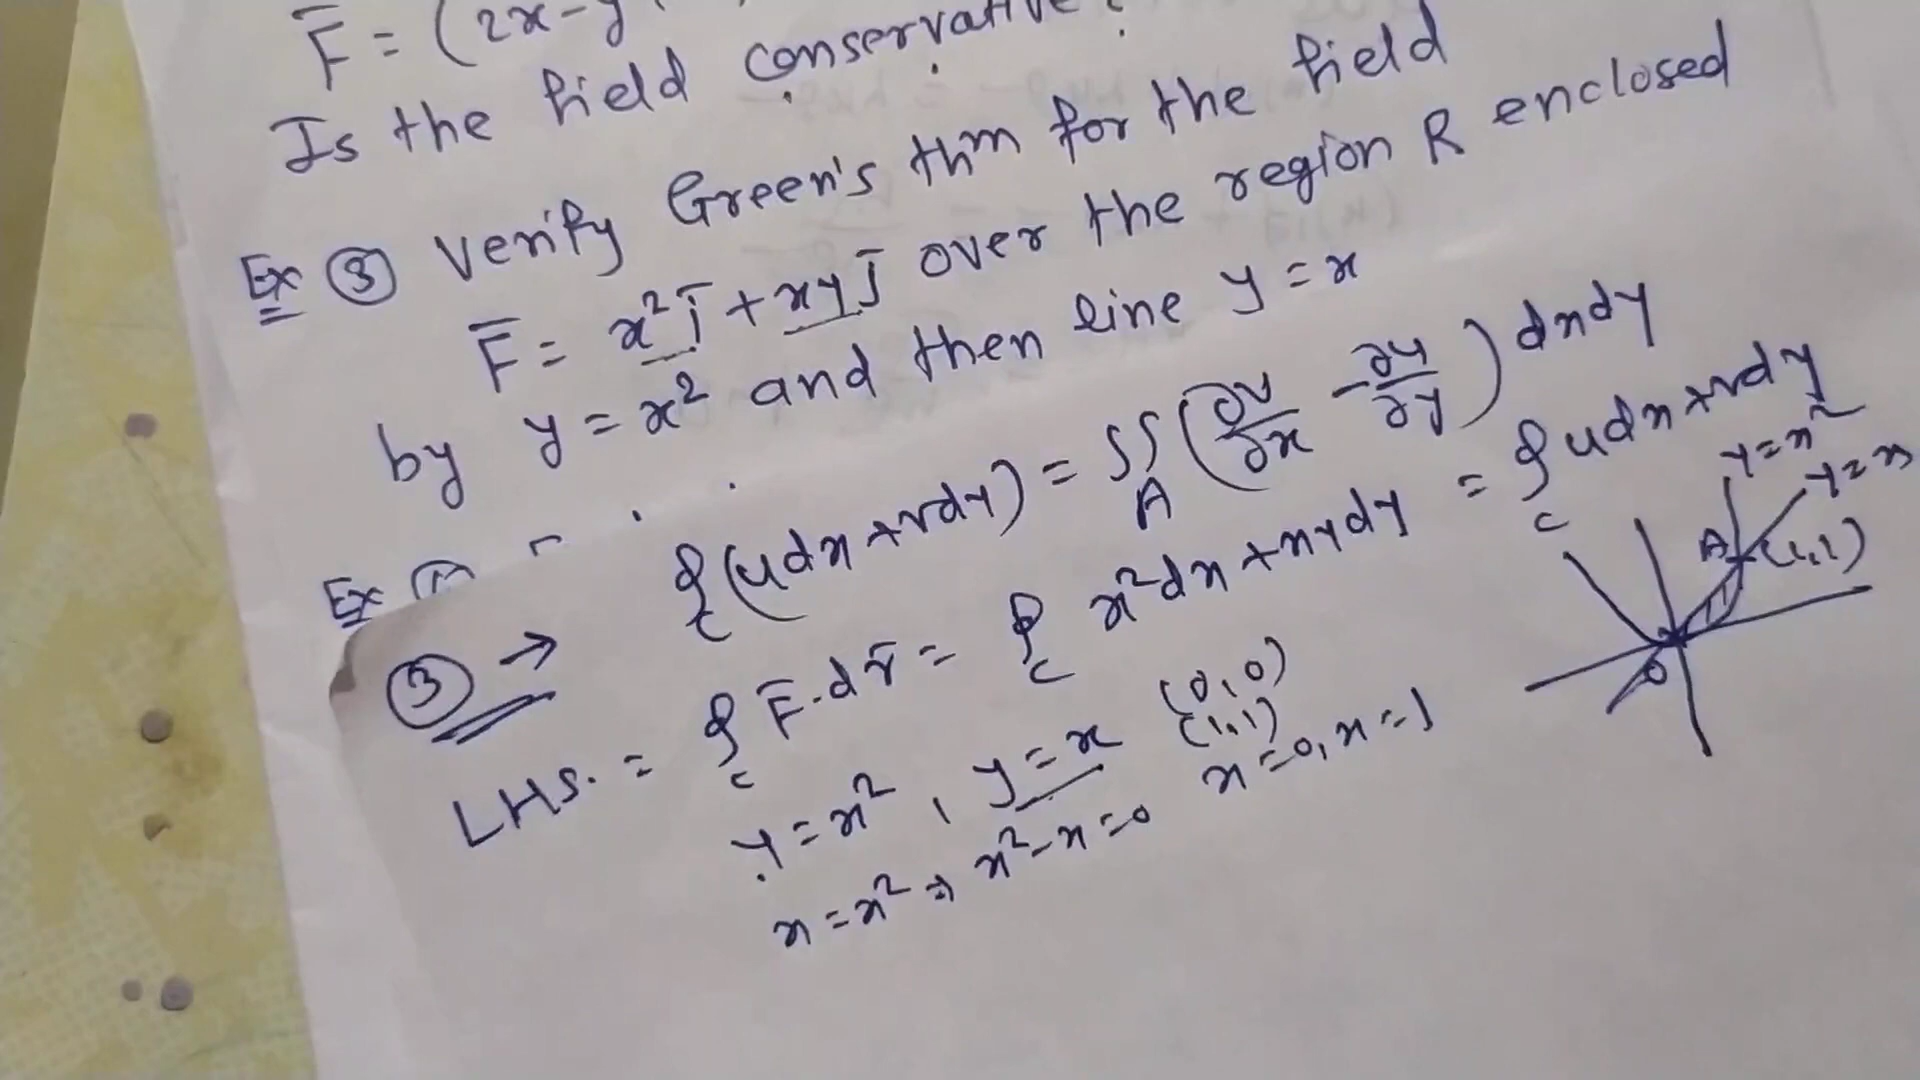 F̅ = (2x-y
Is the field conservative?
Ex ③ verify Green's thm for the field
F̅ = x²i̅ + xyj̅ over the region R enclosed
by y = x² and then line y = x
Ex
③ → ∮c (udx + vdy) = ∫∫A (∂v/∂x - ∂u/∂y) dxdy
LHS. = ∮c F̅.dr̅ = ∮c x²dx + xydy = ∮c udx + vdy
y = x², y = x (0,0)
(1,1)
x = x² ⇒ x² - x = 0 x = 0, x = 1
y = x²
y = x
A (1,1)
O